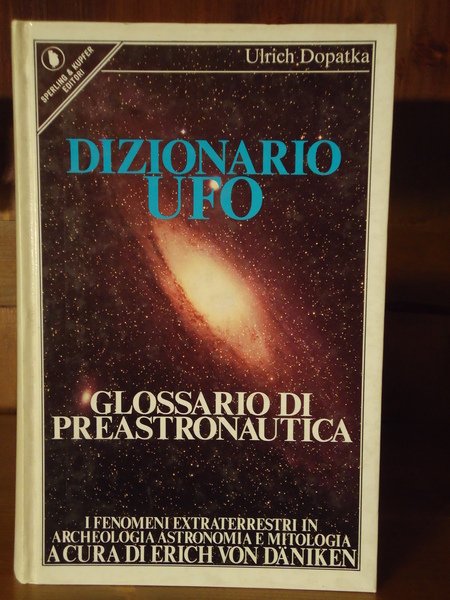 SPERLING & KUPFER
EDITORI
Ulrich Dopatka
DIZIONARIO
UFO
GLOSSARIO DI
PREASTRONAUTICA
I FENOMENI EXTRATERRESTRI IN
ARCHEOLOGIA ASTRONOMIA E MITOLOGIA
A CURA DI ERICH VON DÄNIKEN